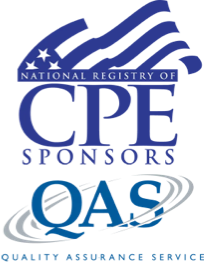 NATIONAL REGISTRY OF
CPE
SPONSORS
QAS
QUALITY ASSURANCE SERVICE